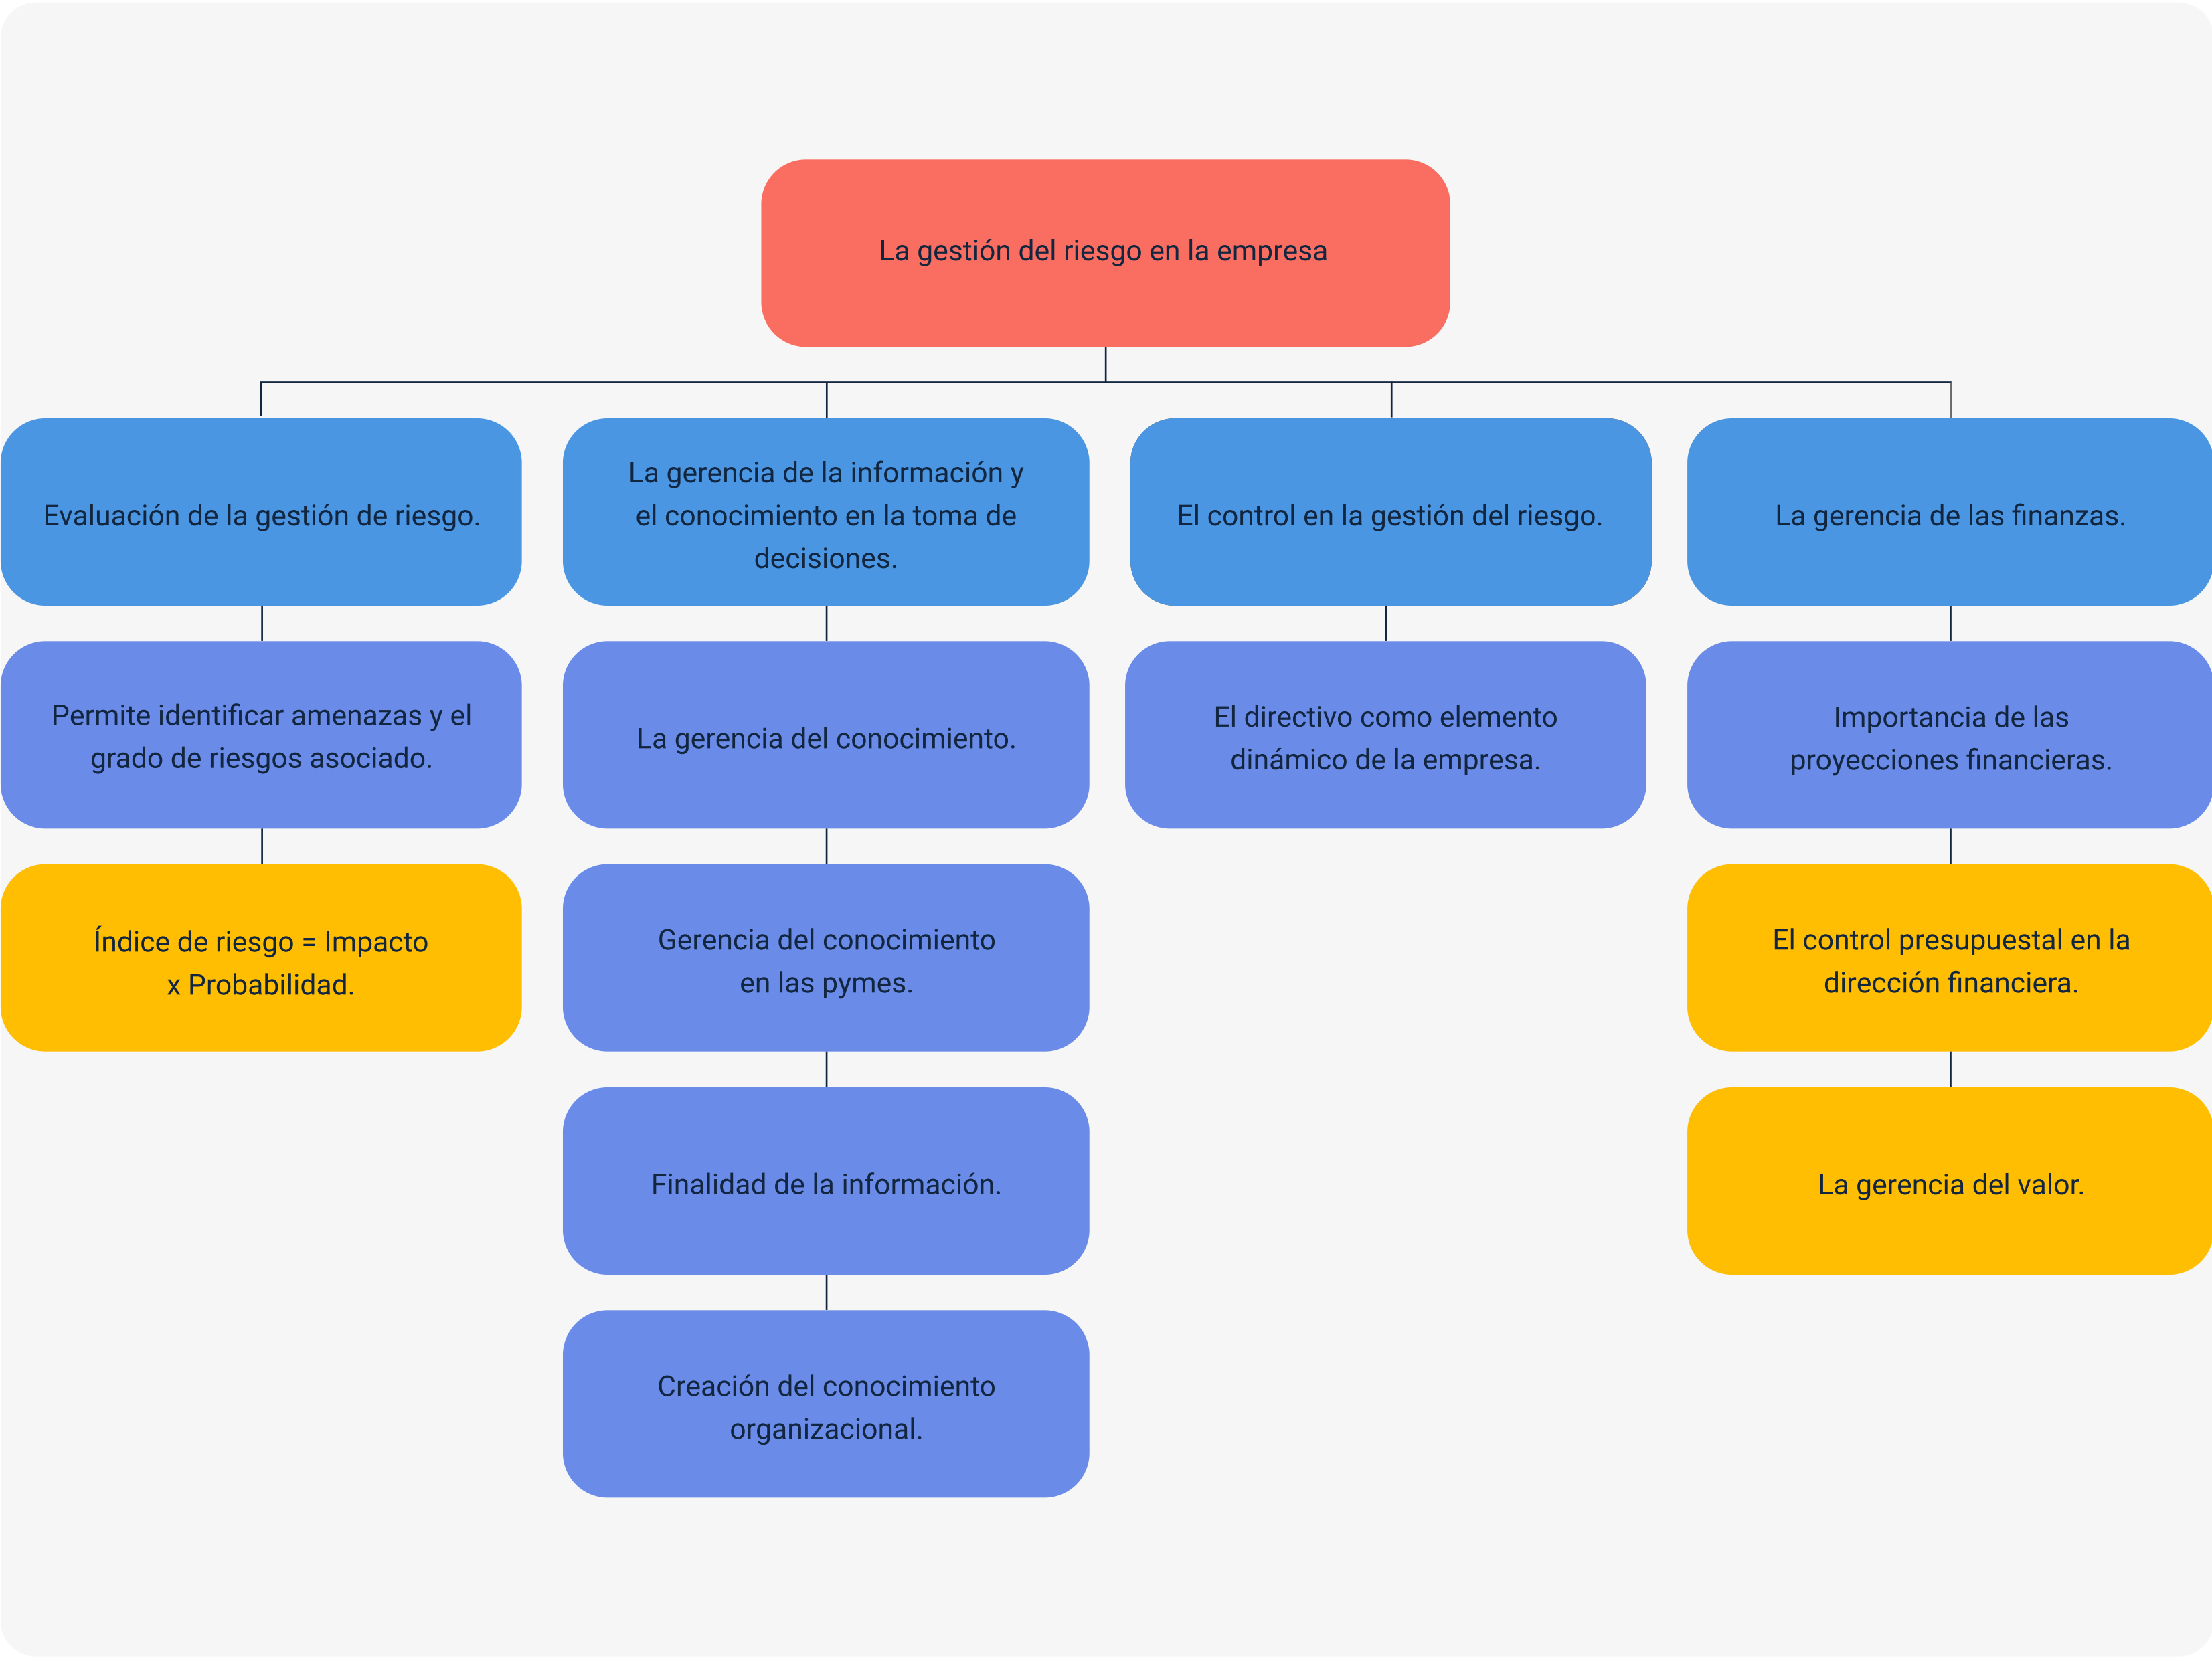 La gestión del riesgo en la empresa
Evaluación de la gestión de riesgo.
La gerencia de la información y
el conocimiento en la toma de
decisiones.
El control en la gestión del riesgo.
La gerencia de las finanzas.
Permite identificar amenazas y el
grado de riesgos asociado.
La gerencia del conocimiento.
El directivo como elemento
dinámico de la empresa.
Importancia de las
proyecciones financieras.
Índice de riesgo = Impacto
x Probabilidad.
Gerencia del conocimiento
en las pymes.
El control presupuestal en la
dirección financiera.
Finalidad de la información.
La gerencia del valor.
Creación del conocimiento
organizacional.